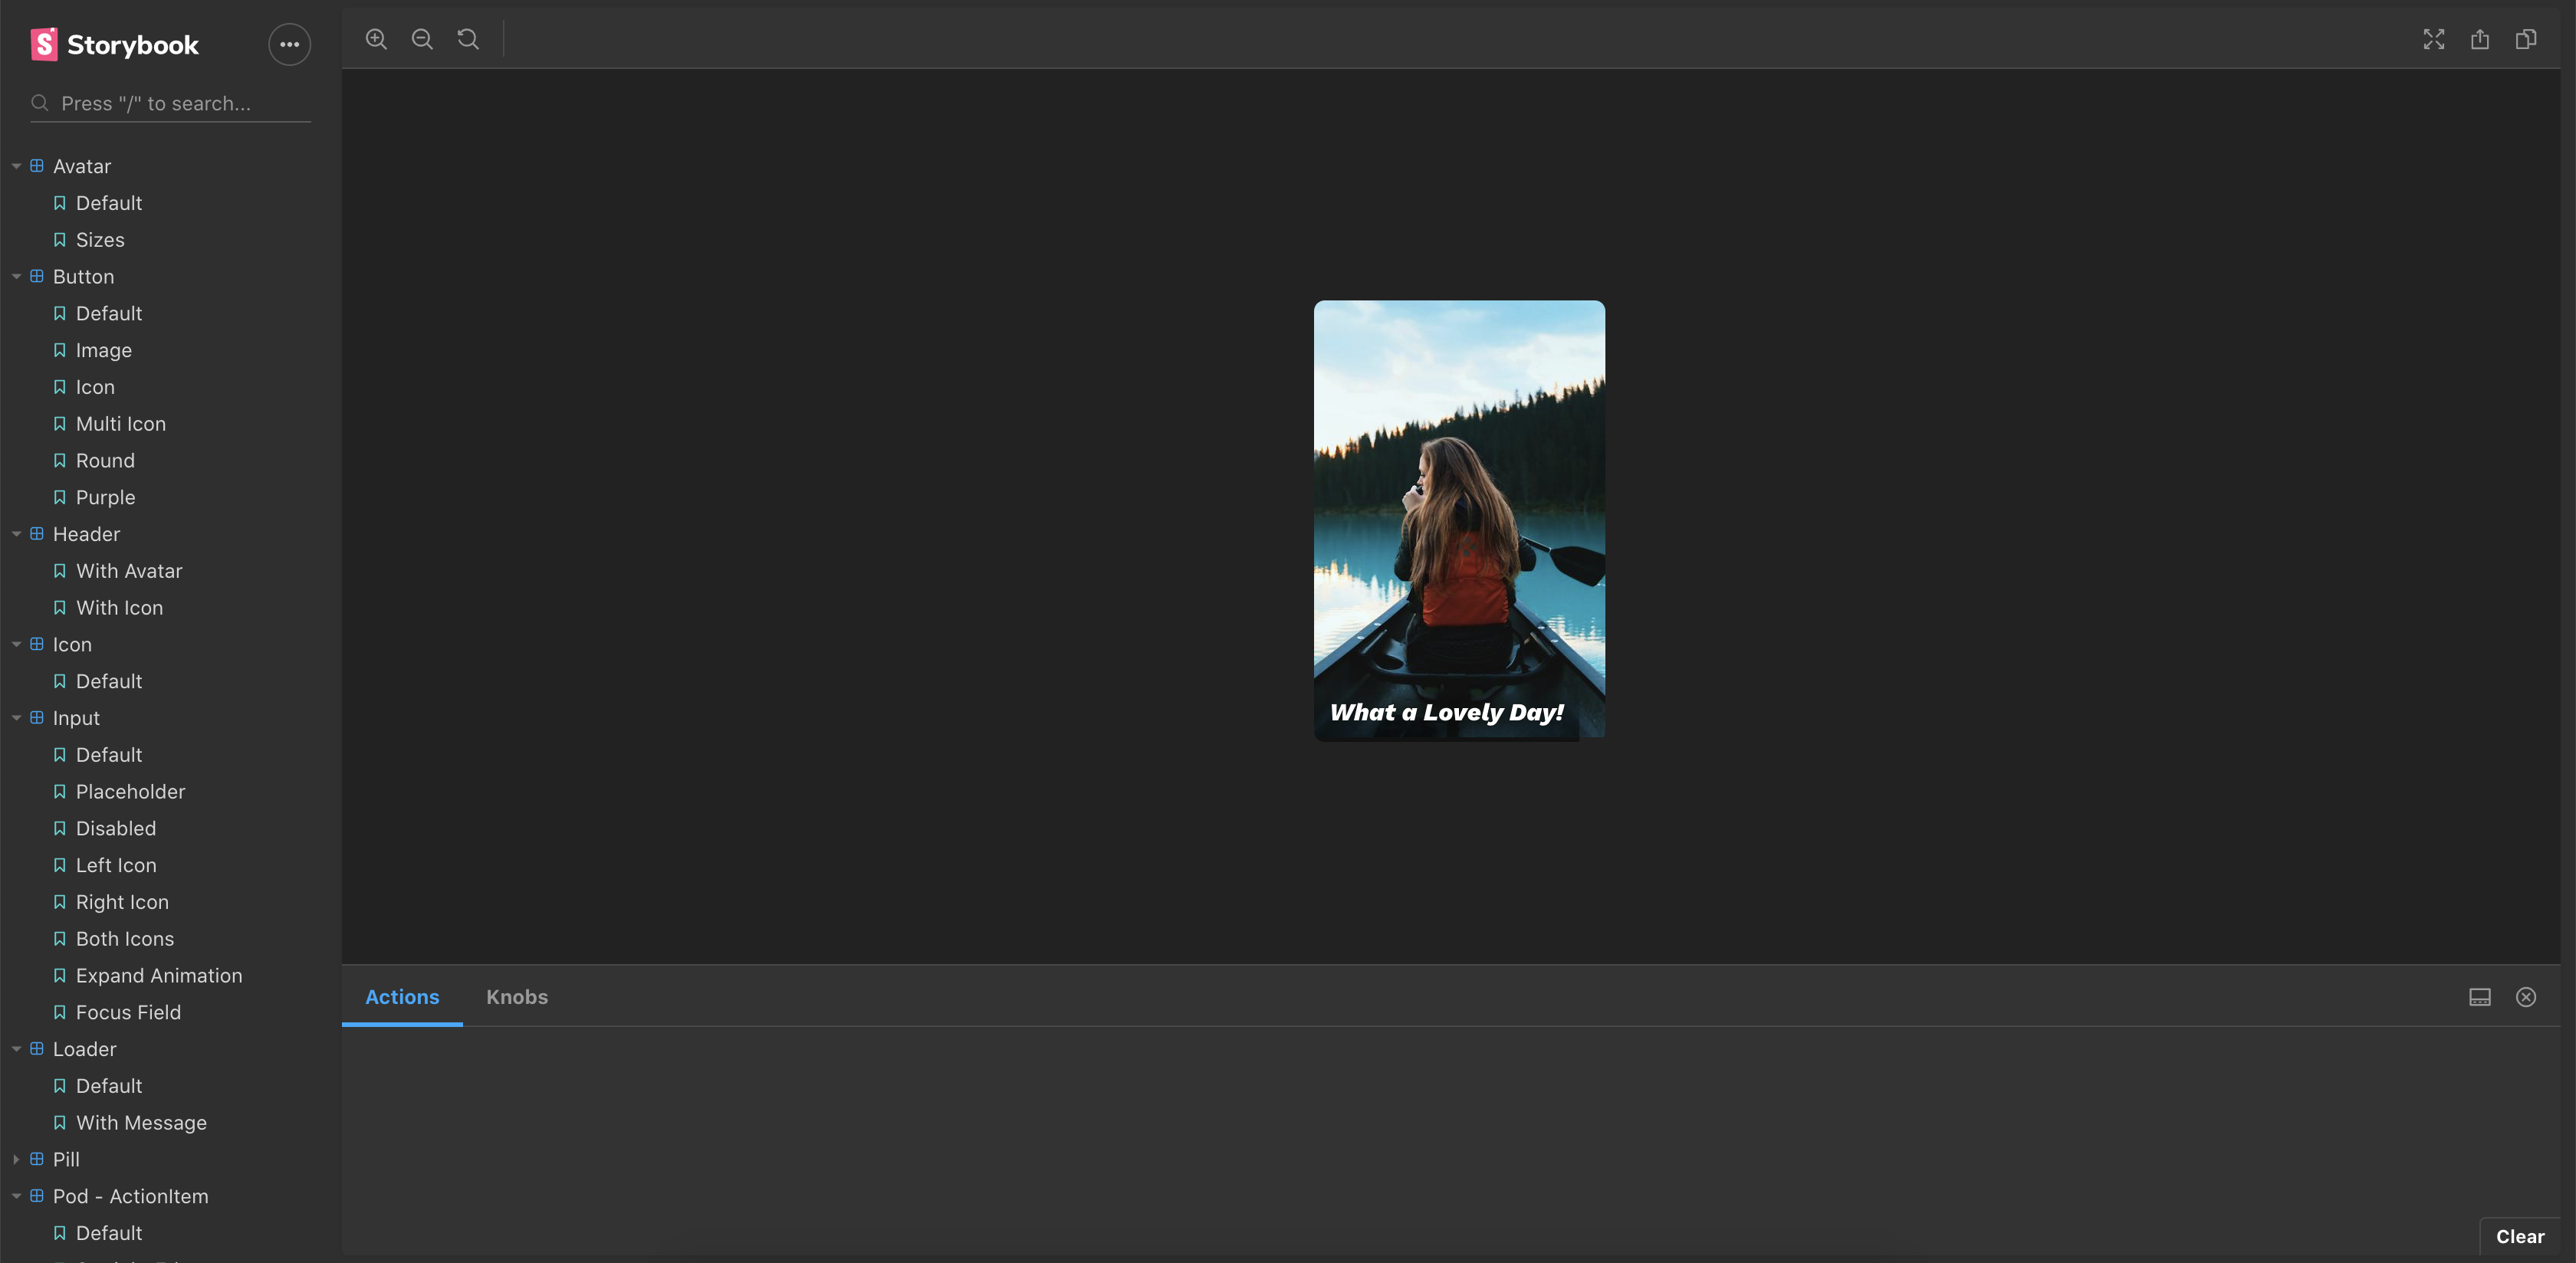 Storybook
Press "/" to search...
Avatar
Default
Sizes
Button
Default
Image
Icon
Multi Icon
Round
Purple
Header
With Avatar
With Icon
Icon
Default
Input
Default
Placeholder
Disabled
Left Icon
Right Icon
Both Icons
Expand Animation
Focus Field
Loader
Default
With Message
Pill
Pod - ActionItem
Default
What a Lovely Day!
Actions
Knobs
Clear